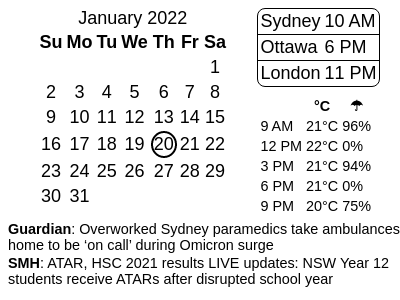 January 2022
Su Mo Tu We Th Fr Sa
1
2 3 4 5 6 7 8
9 10 11 12 13 14 15
16 17 18 19 20 21 22
23 24 25 26 27 28 29
30 31
Sydney 10 AM
Ottawa 6 PM
London 11 PM
°C ☂
9 AM 21°C 96%
12 PM 22°C 0%
3 PM 21°C 94%
6 PM 21°C 0%
9 PM 20°C 75%
Guardian: Overworked Sydney paramedics take ambulances
home to be ‘on call’ during Omicron surge
SMH: ATAR, HSC 2021 results LIVE updates: NSW Year 12
students receive ATARs after disrupted school year